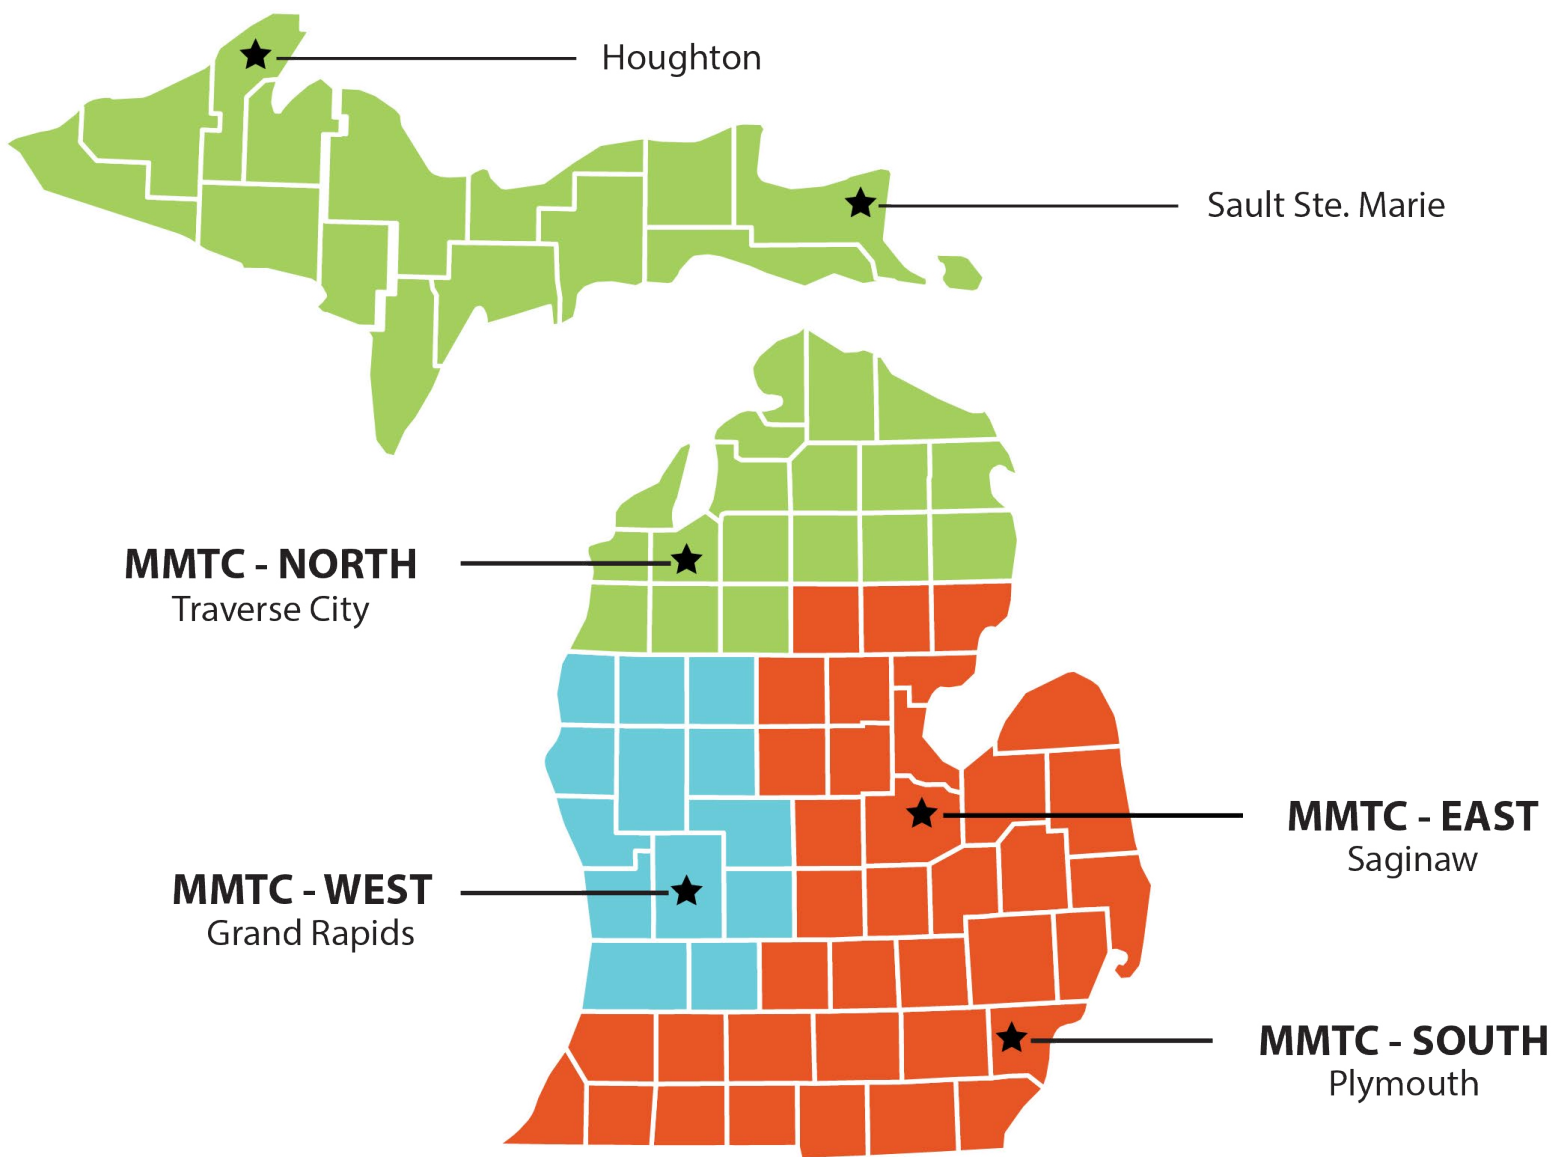 Houghton
Sault Ste. Marie
MMTC - NORTH
Traverse City
MMTC - EAST
Saginaw
MMTC - WEST
Grand Rapids
MMTC - SOUTH
Plymouth